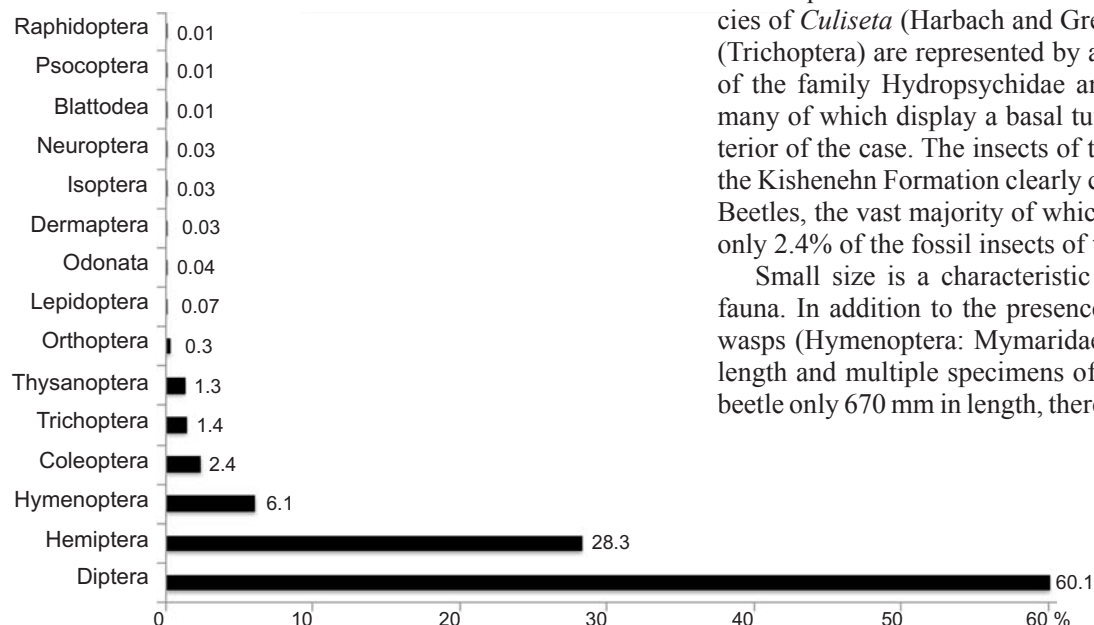 Raphidoptera 0.01
Psocoptera 0.01
Blattodea 0.01
Neuroptera 0.03
Isoptera 0.03
Dermaptera 0.03
Odonata 0.04
Lepidoptera 0.07
Orthoptera 0.3
Thysanoptera 1.3
Trichoptera 1.4
Coleoptera 2.4
Hymenoptera 6.1
Hemiptera 28.3
Diptera 60.1
0 10 20 30 40 50 60 %
cies of Culiseta (Harbach and Gre
(Trichoptera) are represented by a
of the family Hydropsychidae an
many of which display a basal tu
terior of the case. The insects of t
the Kishenehn Formation clearly c
Beetles, the vast majority of whic
only 2.4% of the fossil insects of
Small size is a characteristic
fauna. In addition to the presenc
wasps (Hymenoptera: Mymaridae
length and multiple specimens of
beetle only 670 mm in length, ther